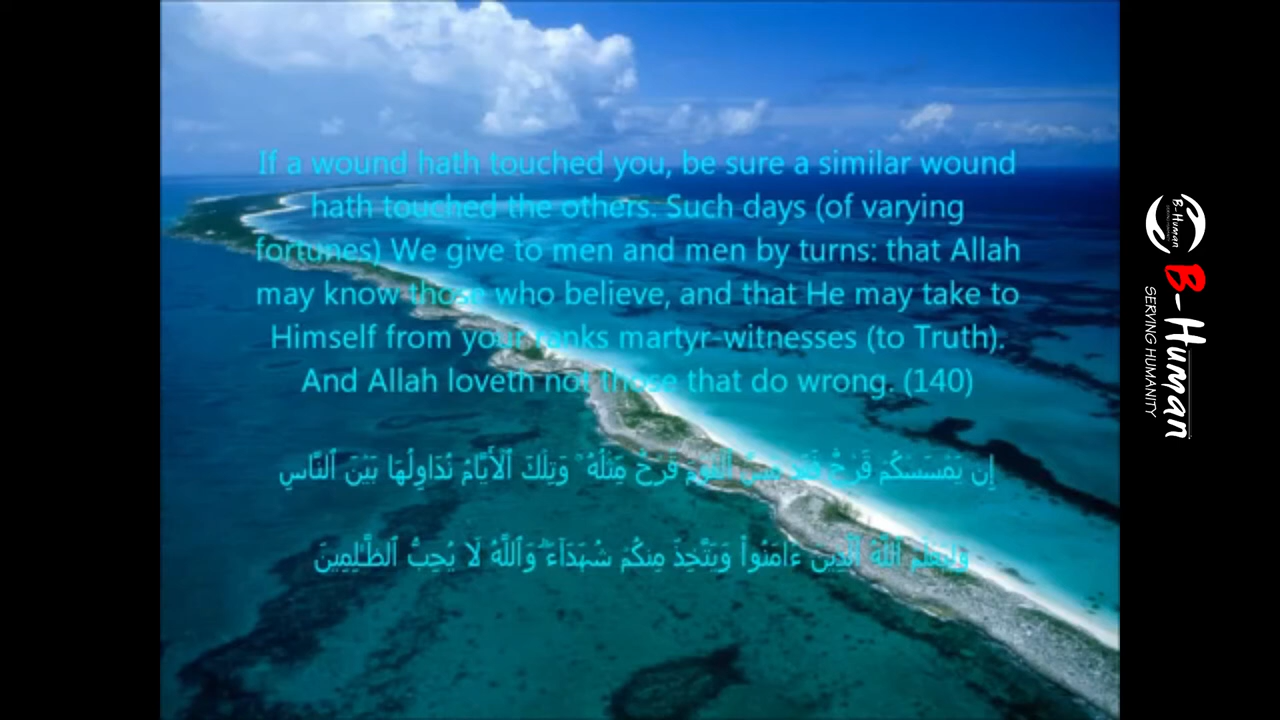 If a wound hath touched you, be sure a similar wound
hath touched the others. Such days (of varying
fortunes) We give to men and men by turns: that Allah
may know those who believe, and that He may take to
Himself from your ranks martyr-witnesses (to Truth).
And Allah loveth not those that do wrong. (140)
إِن يَمْسَسْكُمْ قَرْحٌ فَقَدْ مَسَّ ٱلْقَوْمَ قَرْحٌ مِّثْلُهُۥ ۚ وَتِلْكَ ٱلْأَيَّامُ نُدَاوِلُهَا بَيْنَ ٱلنَّاسِ
وَلِيَعْلَمَ ٱللَّهُ ٱلَّذِينَ ءَامَنُوا۟ وَيَتَّخِذَ مِنكُمْ شُهَدَآءَ ۗ وَٱللَّهُ لَا يُحِبُّ ٱلظَّـٰلِمِينَ
B-Human
B-Human
SERVING HUMANITY